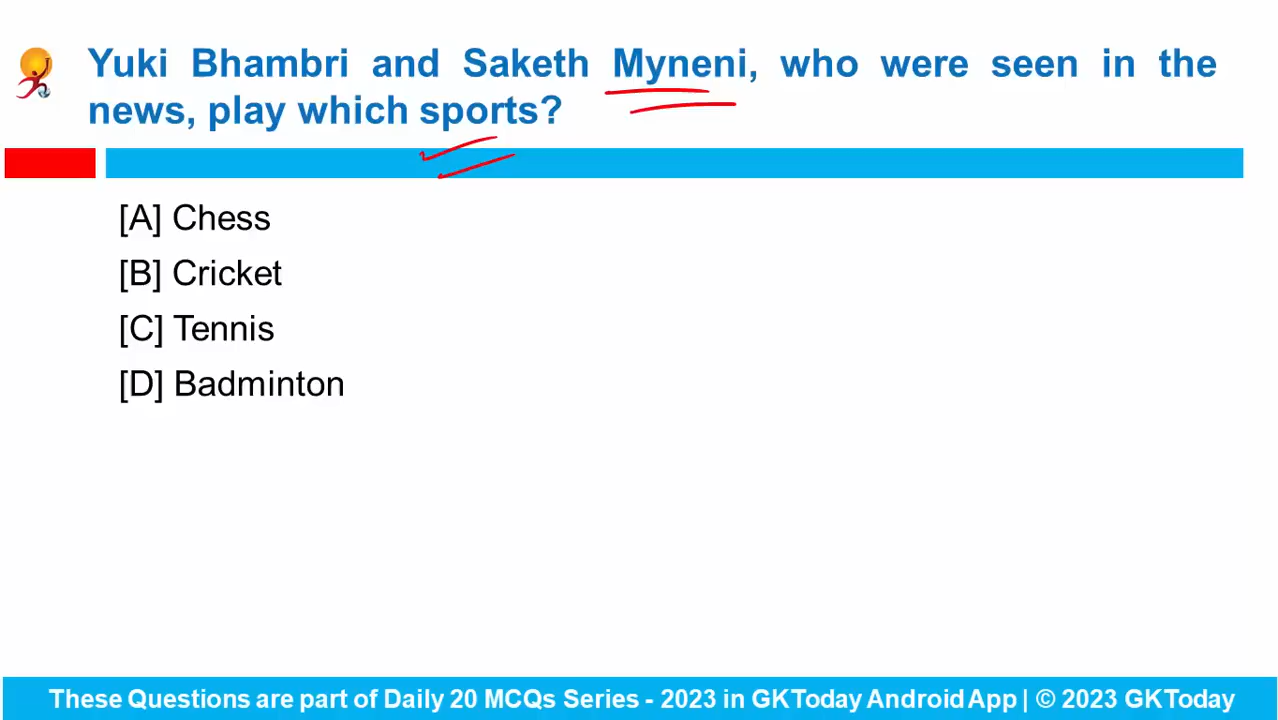 Yuki Bhambri and Saketh Myneni, who were seen in the
news, play which sports?
[A] Chess
[B] Cricket
[C] Tennis
[D] Badminton
These Questions are part of Daily 20 MCQs Series - 2023 in GKToday Android App | © 2023 GKToday